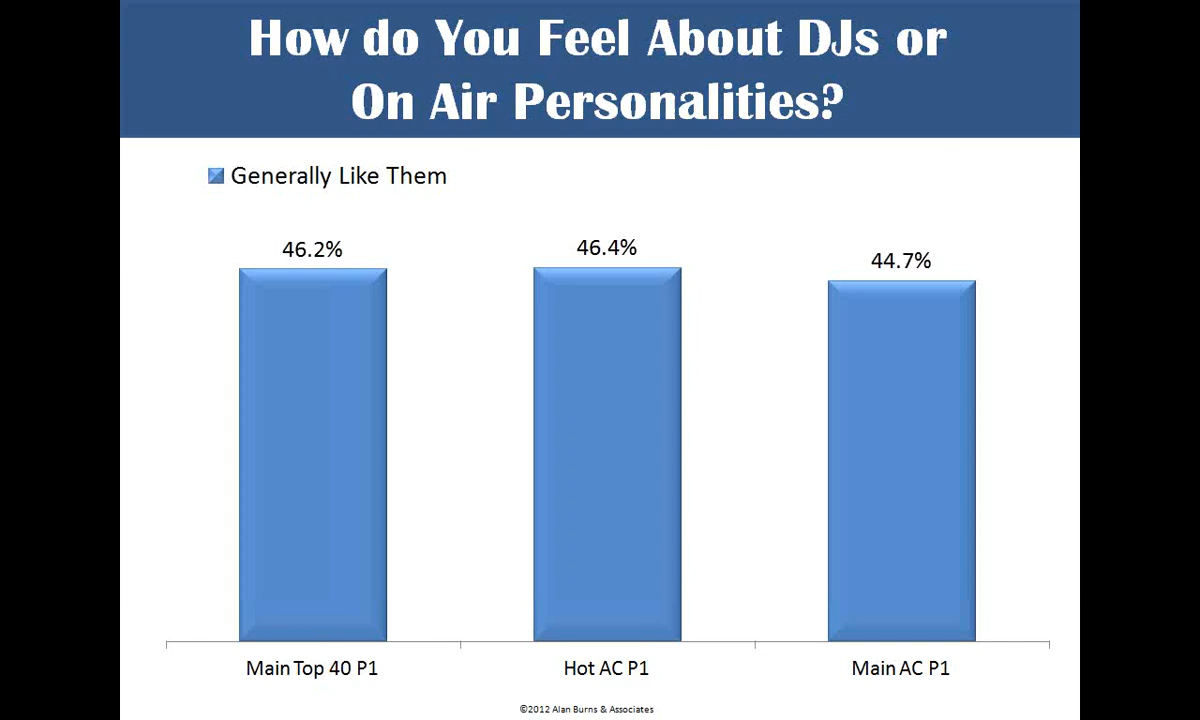 How do You Feel About DJs or
On Air Personalities?
Generally Like Them
46.2%
46.4%
44.7%
Main Top 40 P1
Hot AC P1
Main AC P1
©2012 Alan Burns & Associates